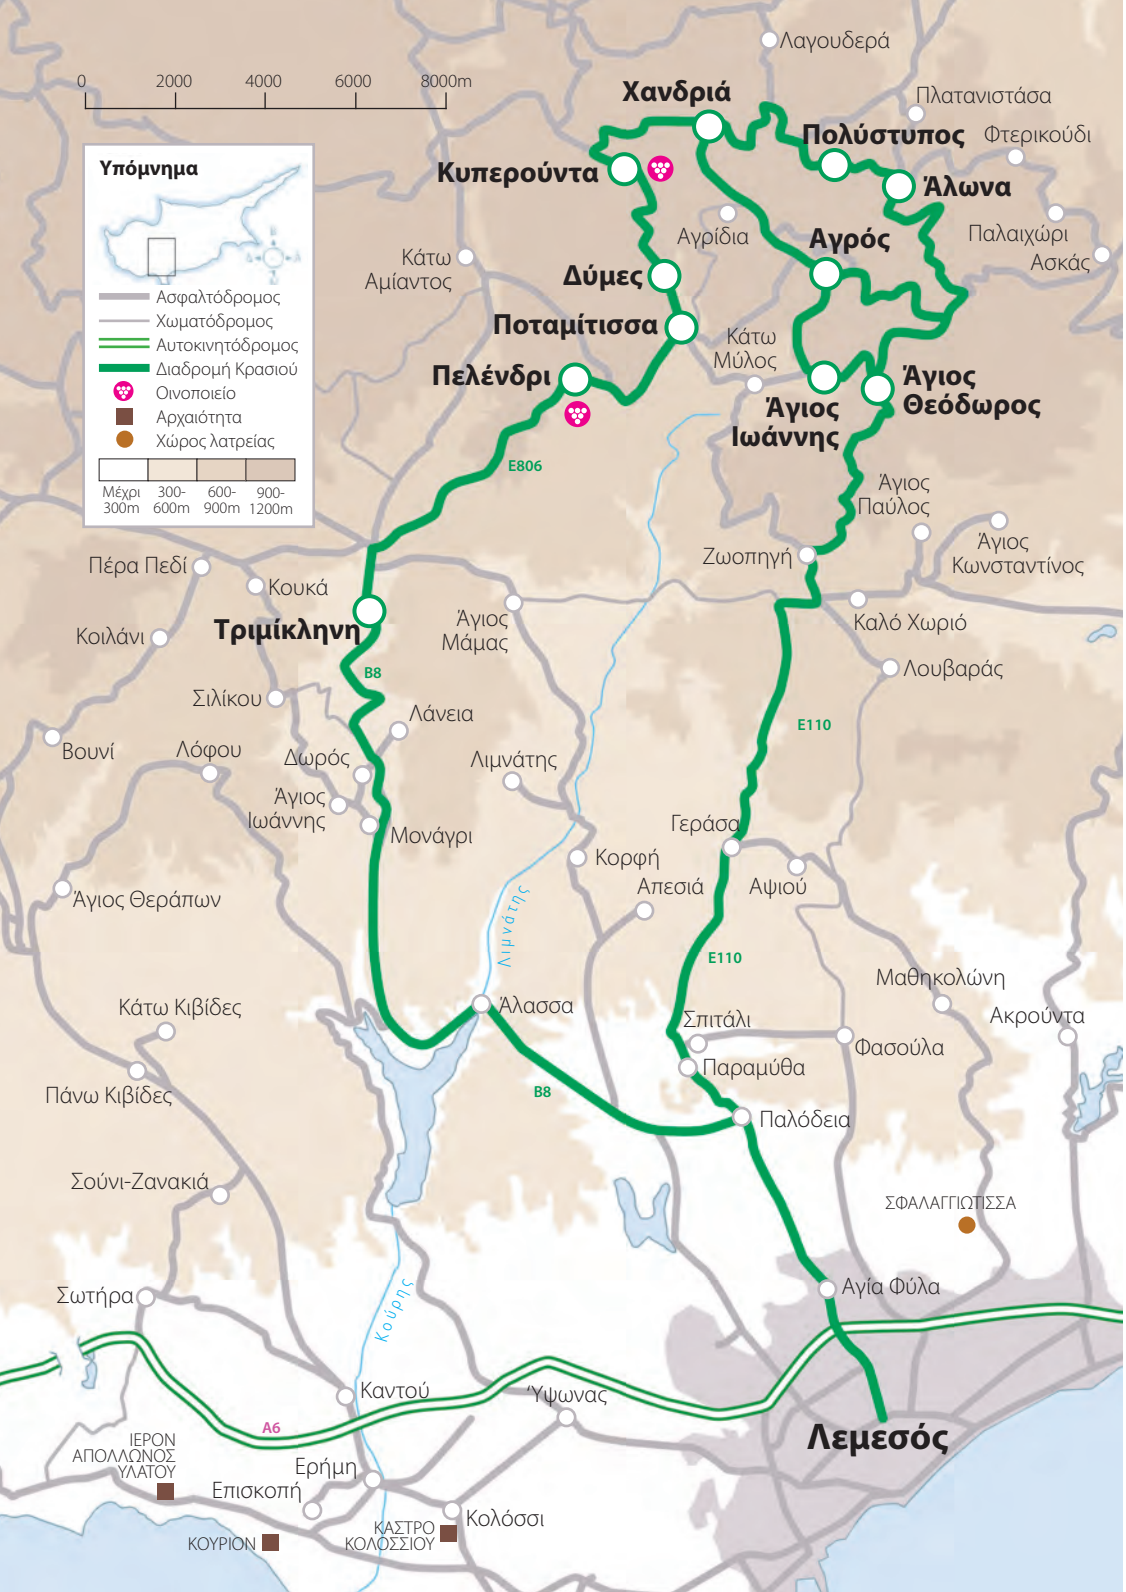 Λαγουδερά
0 2000 4000 6000 8000m
Χανδριά
Πλατανιστάσα
Πολύστυπος
Φτερικούδι
Υπόμνημα
Κυπερούντα
Άλωνα
Αγρίδια
Αγρός
Παλαιχώρι
Ασκάς
Κάτω
Αμίαντος
Δύμες
Ασφαλτόδρομος
Χωματόδρομος
Αυτοκινητόδρομος
Διαδρομή Κρασιού
Οινοποιείο
Αρχαιότητα
Χώρος λατρείας
Μέχρι
300m
300-
600m
600-
900m
900-
1200m
Ποταμίτισσα
Κάτω
Μύλος
Πελένδρι
Άγιος
Ιωάννης
Άγιος
Θεόδωρος
E806
Άγιος
Παύλος
Άγιος
Κωνσταντίνος
Ζωοπηγή
Πέρα Πεδί
Κουκά
Τριμίκληνη
Κοιλάνι
Άγιος
Μάμας
Καλό Χωριό
Λουβαράς
B8
Σιλίκου
Λάνεια
E110
Βουνί
Λόφου
Δωρός
Λιμνάτης
Άγιος
Ιωάννης
Μονάγρι
Γεράσα
Κορφή
Απεσιά
Αψιού
Άγιος Θεράπων
Λιμνάτης
E110
Μαθηκολώνη
Ακρούντα
Κάτω Κιβίδες
Άλασσα
Σπιτάλι
Φασούλα
Παραμύθα
Πάνω Κιβίδες
B8
Παλόδεια
Σούνι-Ζανακιά
ΣΦΑΛΑΓΓΙΩΤΙΣΣΑ
Σωτήρα
Κούρης
Αγία Φύλα
Καντού
Ύψωνας
A6
Λεμεσός
ΙΕΡΟΝ
ΑΠΟΛΛΩΝΟΣ
ΥΛΑΤΟΥ
Ερήμη
Επισκοπή
Κολόσσι
ΚΑΣΤΡΟ
ΚΟΛΟΣΣΙΟΥ
ΚΟΥΡΙΟΝ